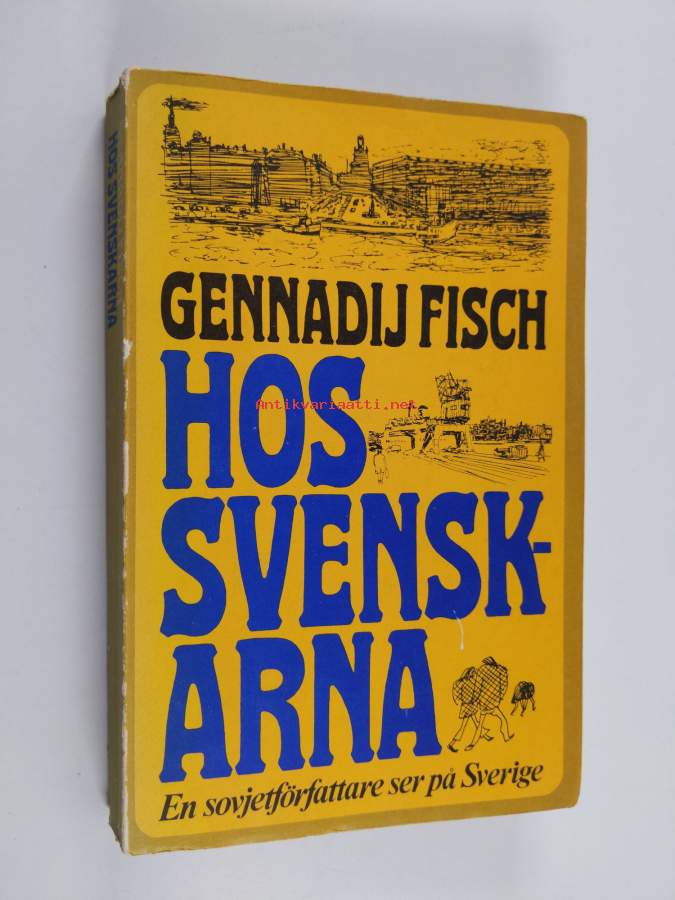 HOS SVENSKARNA
GENNADIJ FISCH
HOS
Antikvariaatti.net
SVENSK-
ARNA
En sovjetförfattare ser på Sverige